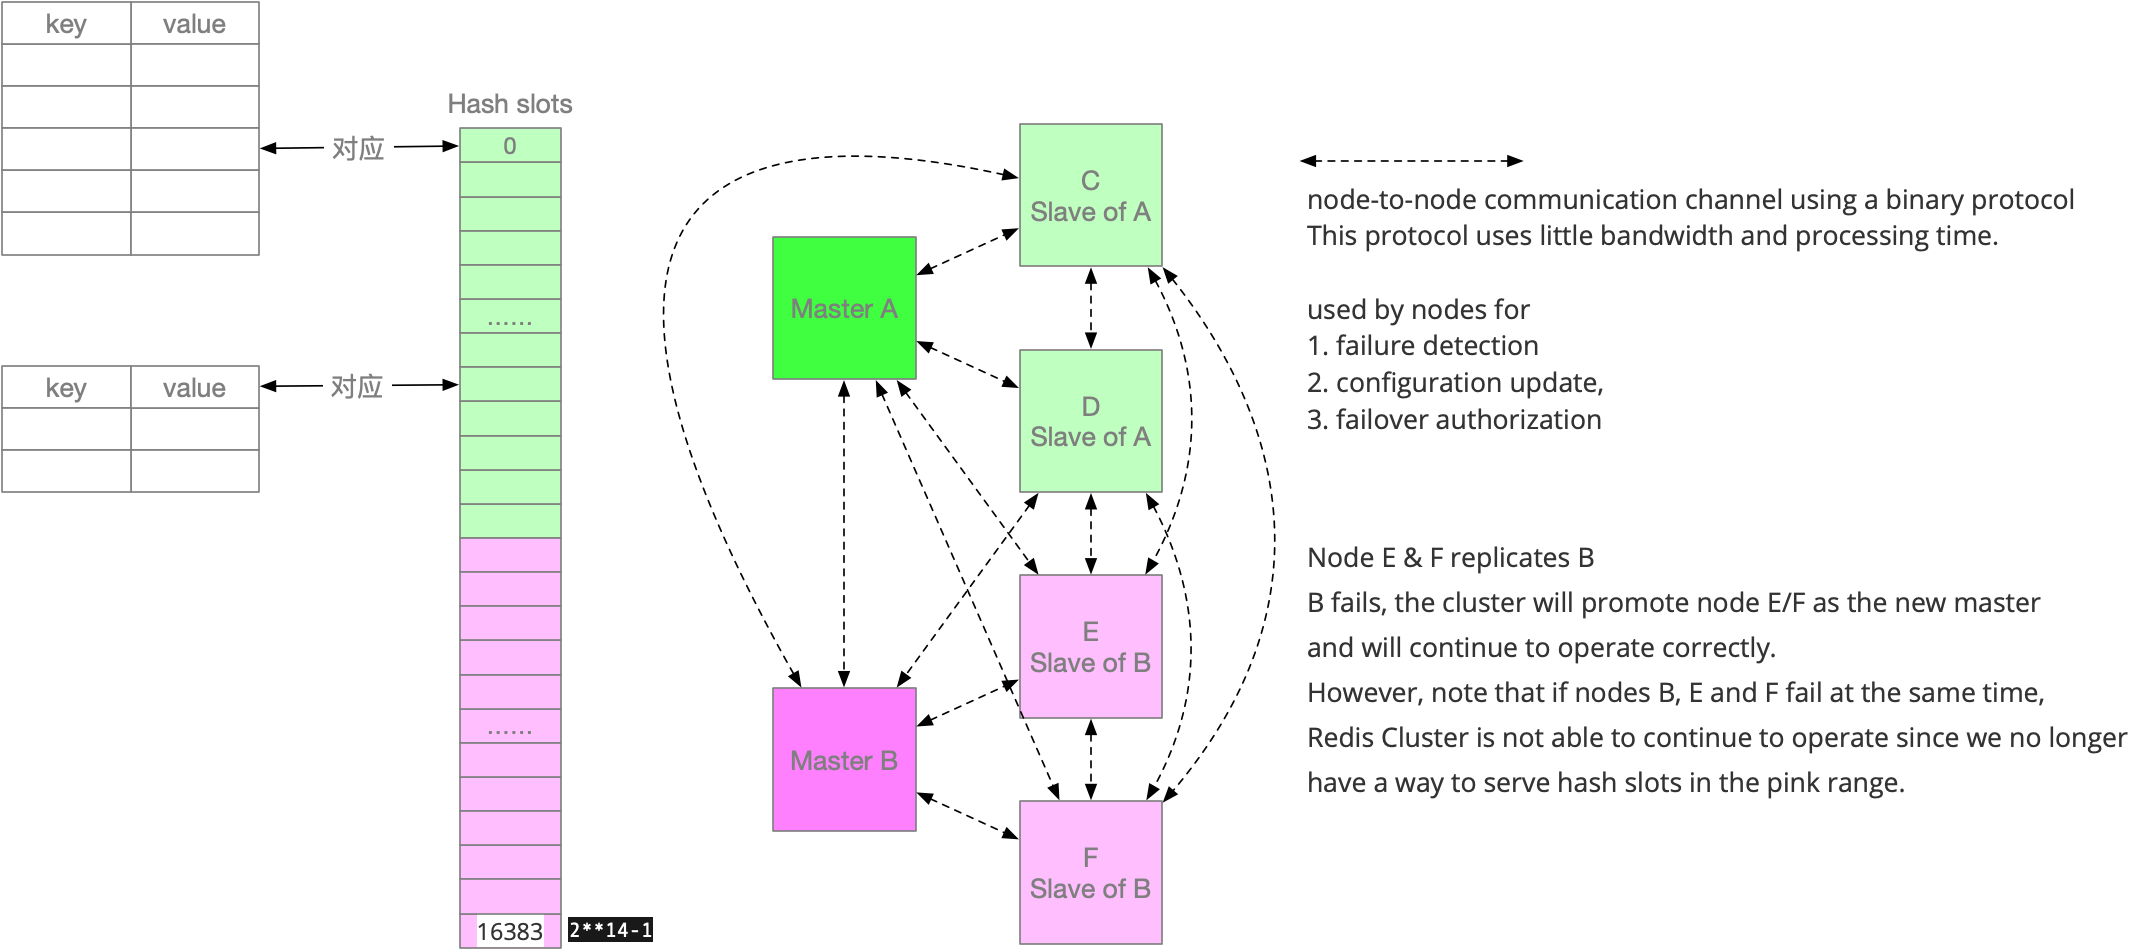 key value
对应
key value
对应
Hash slots
0
......
......
16383
2**14-1
Master A
Master B
C
Slave of A
D
Slave of A
E
Slave of B
F
Slave of B
node-to-node communication channel using a binary protocol
This protocol uses little bandwidth and processing time.
used by nodes for
1. failure detection
2. configuration update,
3. failover authorization
Node E & F replicates B
B fails, the cluster will promote node E/F as the new master
and will continue to operate correctly.
However, note that if nodes B, E and F fail at the same time,
Redis Cluster is not able to continue to operate since we no longer
have a way to serve hash slots in the pink range.